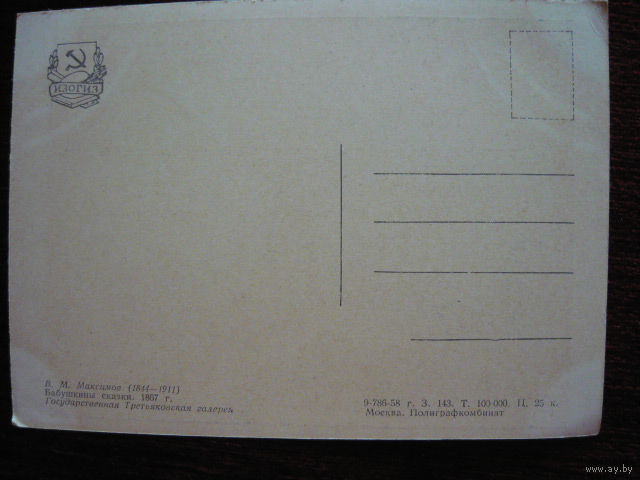 ИЗОГИЗ
В. М. Максимов (1844—1911)
Бабушкины сказки. 1867 г.
Государственная Третьяковская галерея
9-786-58 г. З. 143. Т. 100·000. Ц. 25 к.
Москва. Полиграфкомбинат
www.ay.by